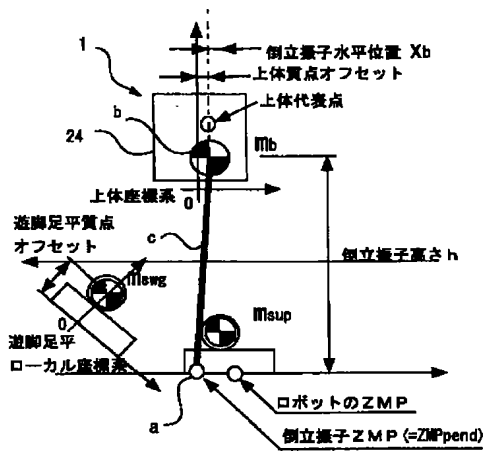 倒立振子水平位置 Xb
1
上体質点オフセット
上体代表点
b
24
mb
上体座標系
0
遊脚足平質点
オフセット
c
倒立振子高さh
mswg
msup
0
遊脚足平
ローカル座標系
a
ロボットのZMP
倒立振子ZMP(=ZMPpend)